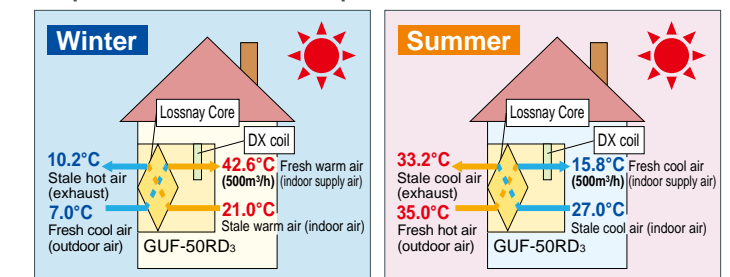 Winter
Lossnay Core
DX coil
10.2°C
Stale hot air
(exhaust)
42.6°C Fresh warm air
(500m³/h) (indoor supply air)
7.0°C
Fresh cool air
(outdoor air)
21.0°C
Stale warm air (indoor air)
GUF-50RD₃
Summer
Lossnay Core
DX coil
33.2°C
Stale cool air
(exhaust)
15.8°C Fresh cool air
(500m³/h) (indoor supply air)
35.0°C
Fresh hot air
(outdoor air)
27.0°C
Stale cool air (indoor air)
GUF-50RD₃